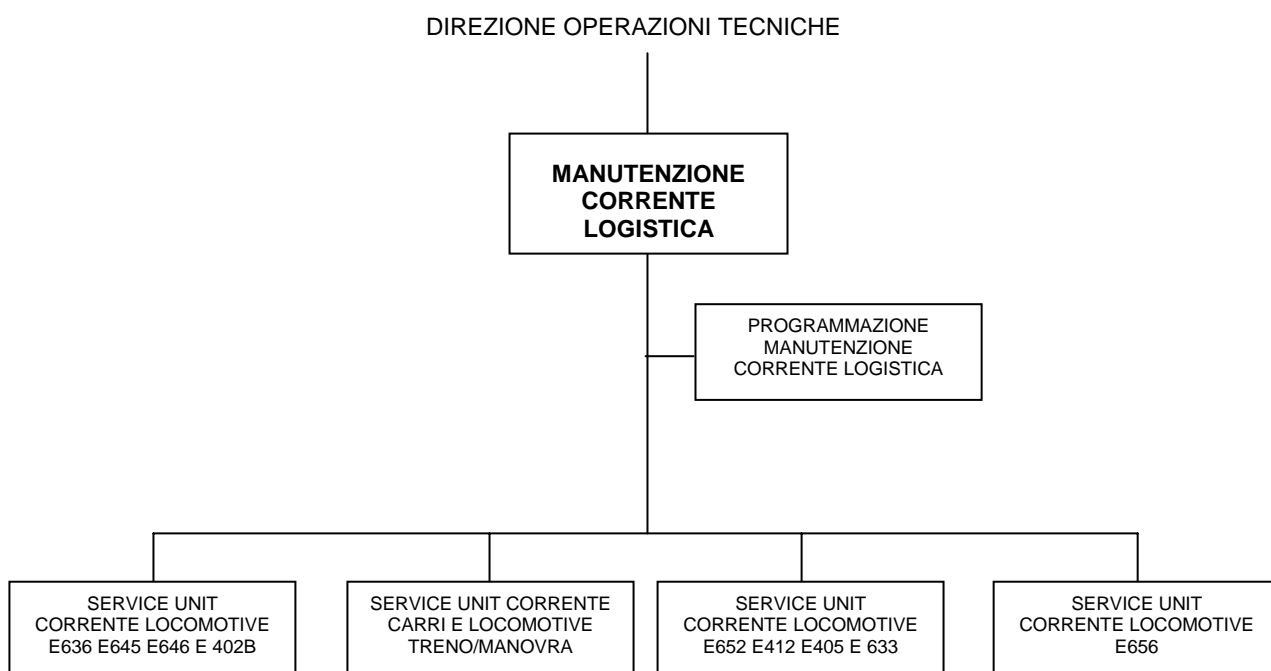 DIREZIONE OPERAZIONI TECNICHE
MANUTENZIONE
CORRENTE
LOGISTICA
PROGRAMMAZIONE
MANUTENZIONE
CORRENTE LOGISTICA
SERVICE UNIT
CORRENTE LOCOMOTIVE
E636 E645 E646 E 402B
SERVICE UNIT CORRENTE
CARRI E LOCOMOTIVE
TRENO/MANOVRA
SERVICE UNIT
CORRENTE LOCOMOTIVE
E652 E412 E405 E 633
SERVICE UNIT
CORRENTE LOCOMOTIVE
E656